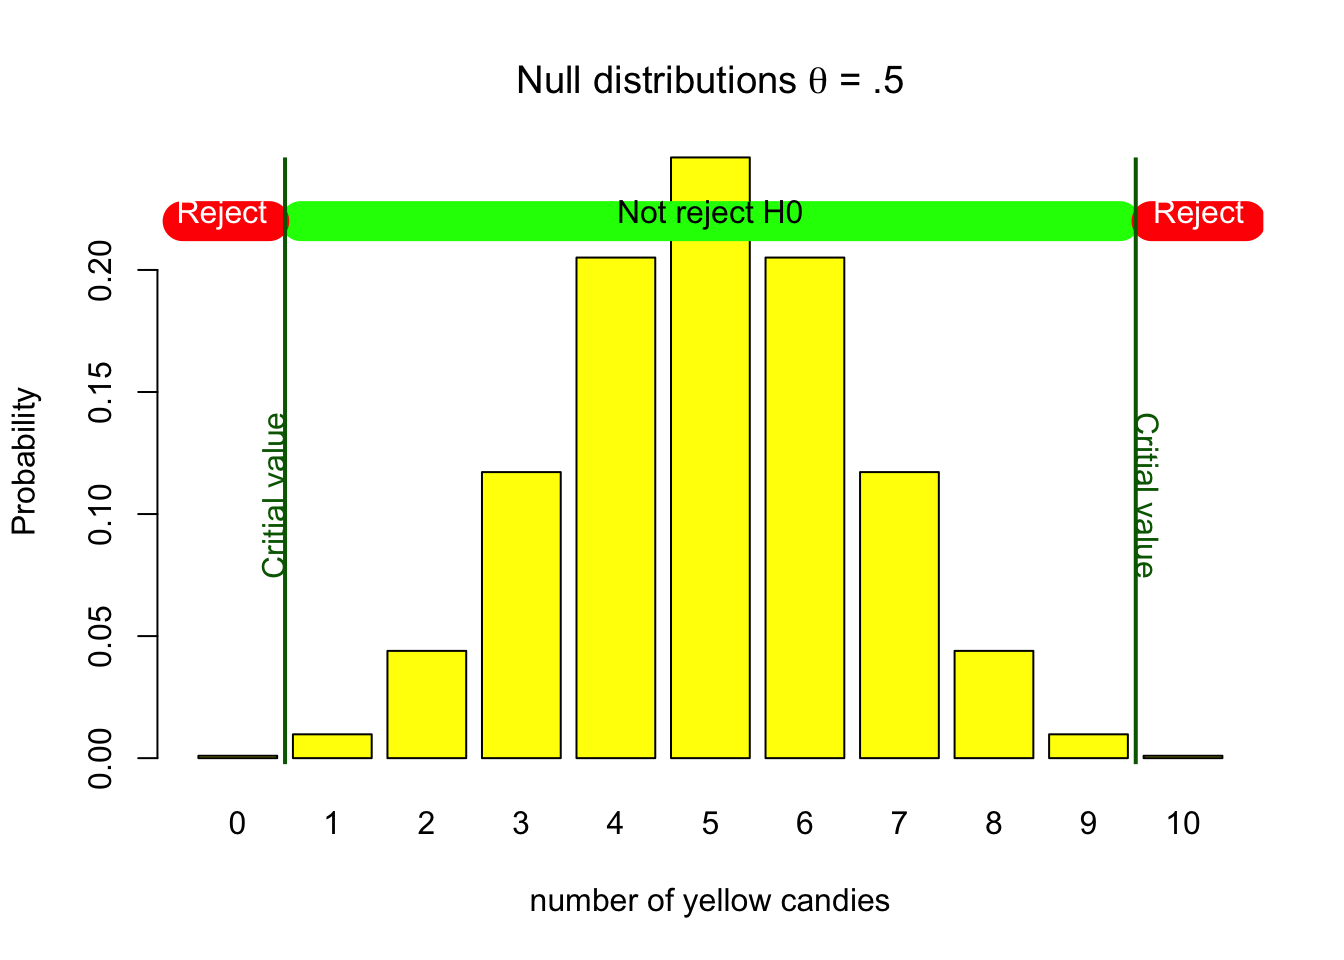 Null distributions θ = .5
Reject
Not reject H0
Reject
Probability
0.20
0.15
0.10
0.05
0.00
Critial value
Critial value
0 1 2 3 4 5 6 7 8 9 10
number of yellow candies